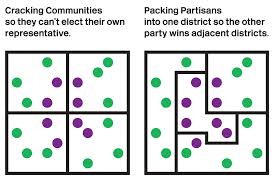 Cracking Communities
so they can't elect their own
representative.
Packing Partisans
into one district so the other
party wins adjacent districts.